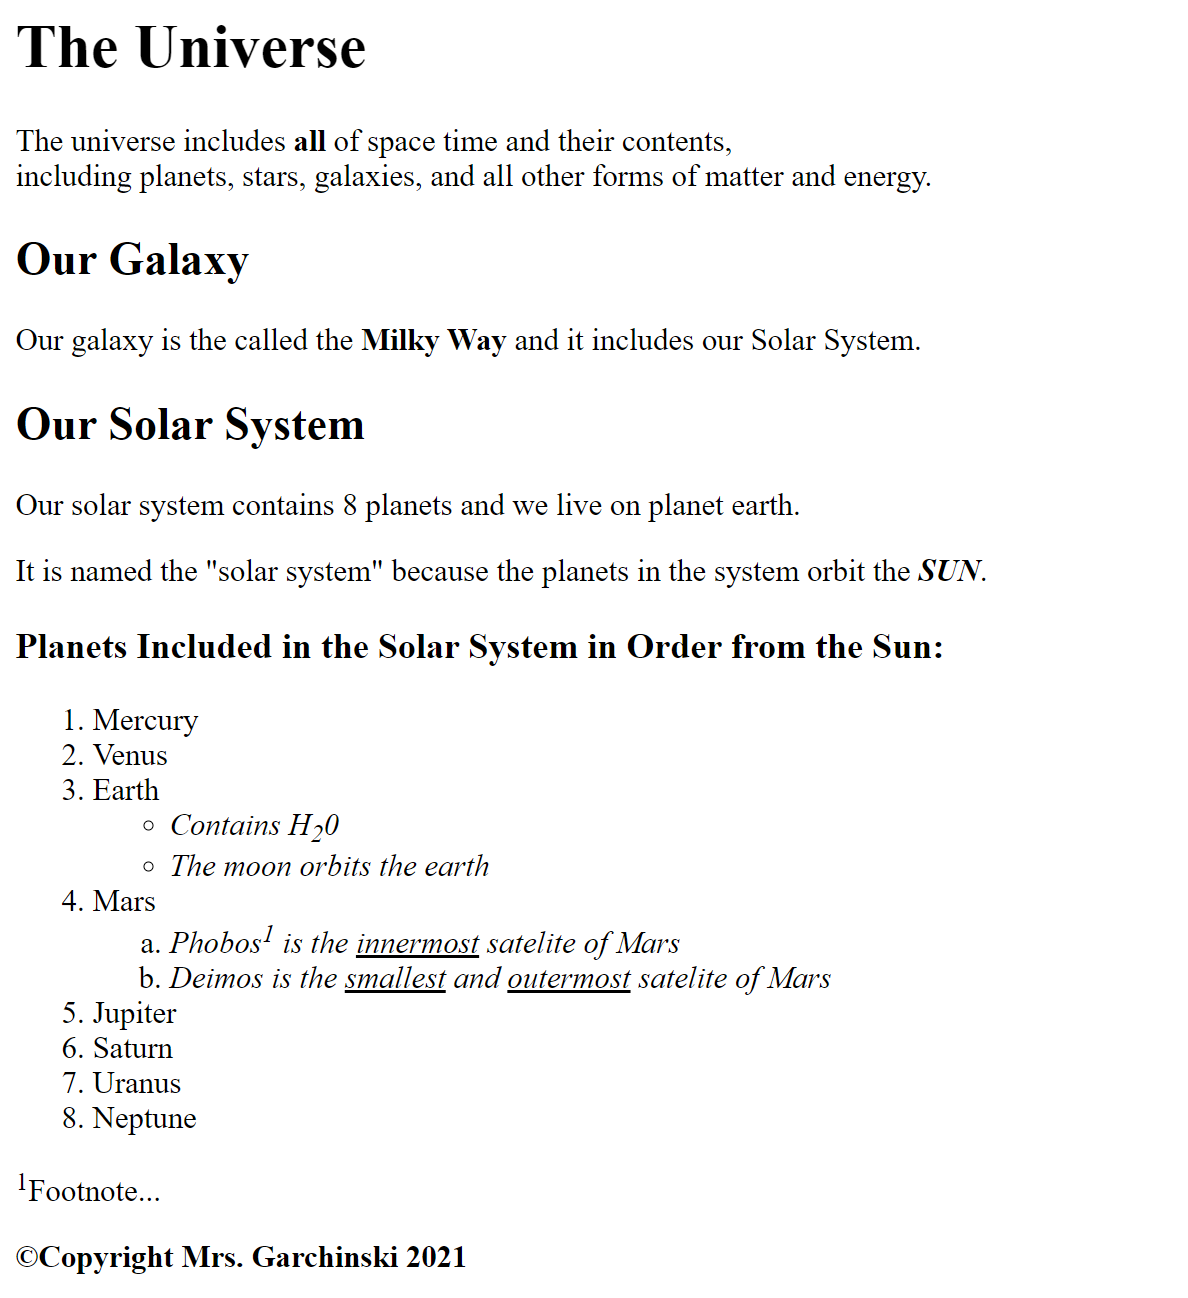 The Universe
The universe includes all of space time and their contents,
including planets, stars, galaxies, and all other forms of matter and energy.
Our Galaxy
Our galaxy is the called the Milky Way and it includes our Solar System.
Our Solar System
Our solar system contains 8 planets and we live on planet earth.
It is named the "solar system" because the planets in the system orbit the SUN.
Planets Included in the Solar System in Order from the Sun:
1. Mercury
2. Venus
3. Earth
○ Contains H₂0
○ The moon orbits the earth
4. Mars
a. Phobos¹ is the innermost satelite of Mars
b. Deimos is the smallest and outermost satelite of Mars
5. Jupiter
6. Saturn
7. Uranus
8. Neptune
¹Footnote...
©Copyright Mrs. Garchinski 2021